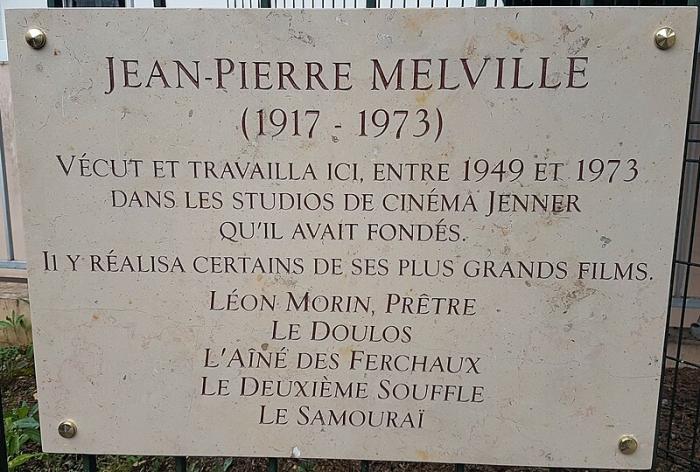 JEAN-PIERRE MELVILLE
(1917 - 1973)
VÉCUT ET TRAVAILLA ICI, ENTRE 1949 ET 1973
DANS LES STUDIOS DE CINÉMA JENNER
QU'IL AVAIT FONDÉS.
IL Y RÉALISA CERTAINS DE SES PLUS GRANDS FILMS.
LÉON MORIN, PRÊTRE
LE DOULOS
L'AÎNÉ DES FERCHAUX
LE DEUXIÈME SOUFFLE
LE SAMOURAÏ